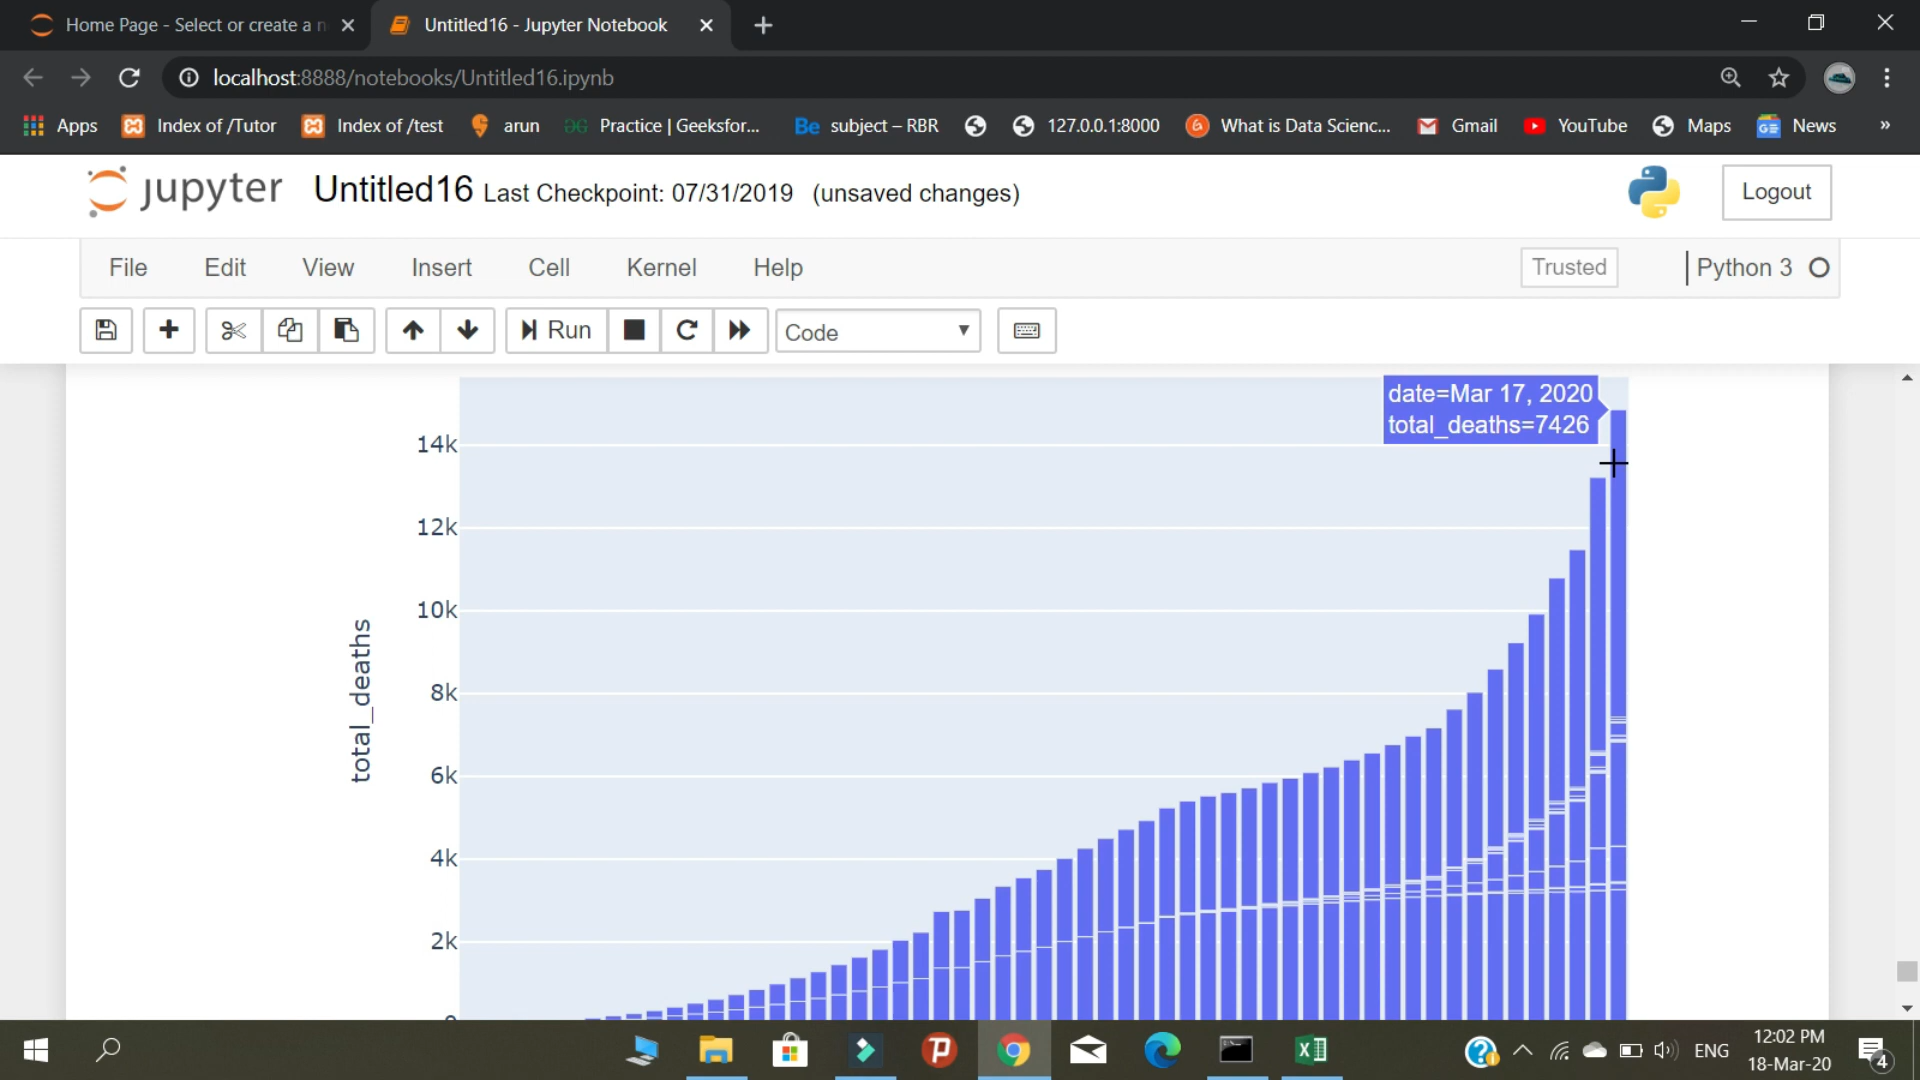 Home Page - Select or create a n
Untitled16 - Jupyter Notebook
localhost:8888/notebooks/Untitled16.ipynb
Apps
Index of /Tutor
Index of /test
arun
Practice | Geeksfor...
Be subject – RBR
127.0.0.1:8000
What is Data Scienc...
Gmail
YouTube
Maps
News
»
jupyter Untitled16 Last Checkpoint: 07/31/2019 (unsaved changes)
Logout
File Edit View Insert Cell Kernel Help
Trusted
Python 3
Run
Code
date=Mar 17, 2020
total_deaths=7426
14k
12k
10k
8k
6k
4k
2k
total_deaths
ENG
12:02 PM
18-Mar-20
4